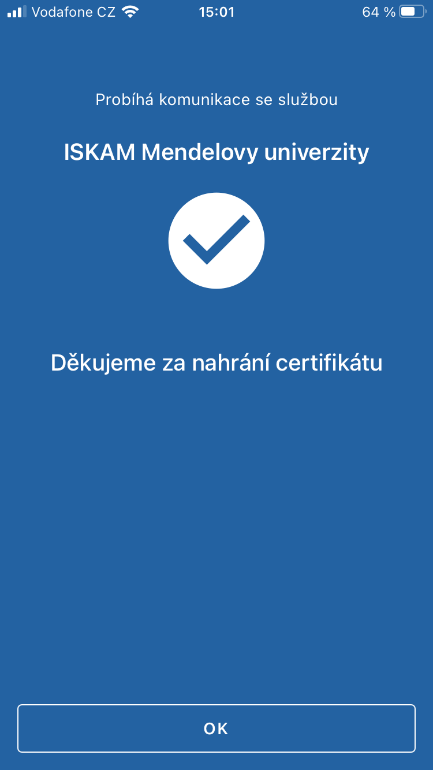 Vodafone CZ 15:01 64 %
Probíhá komunikace se službou
ISKAM Mendelovy univerzity
Děkujeme za nahrání certifikátu
OK